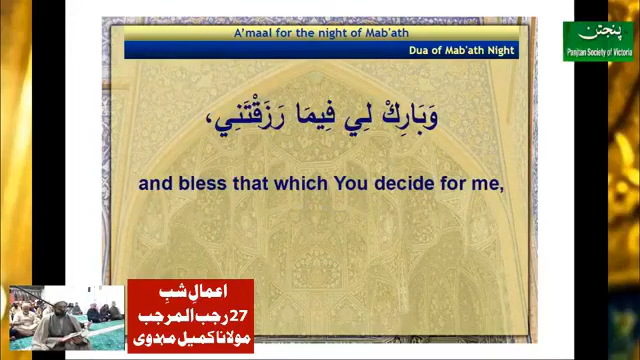 A'maal for the night of Mab'ath
Dua of Mab'ath Night
وَبَارِكْ لِي فِيمَا رَزَقْتَنِي،
and bless that which You decide for me,
پنجتن
Panjtan Society of Victoria
اعمالِ شبِ
27 رجب المرجب
مولانا کمیل مہدوی